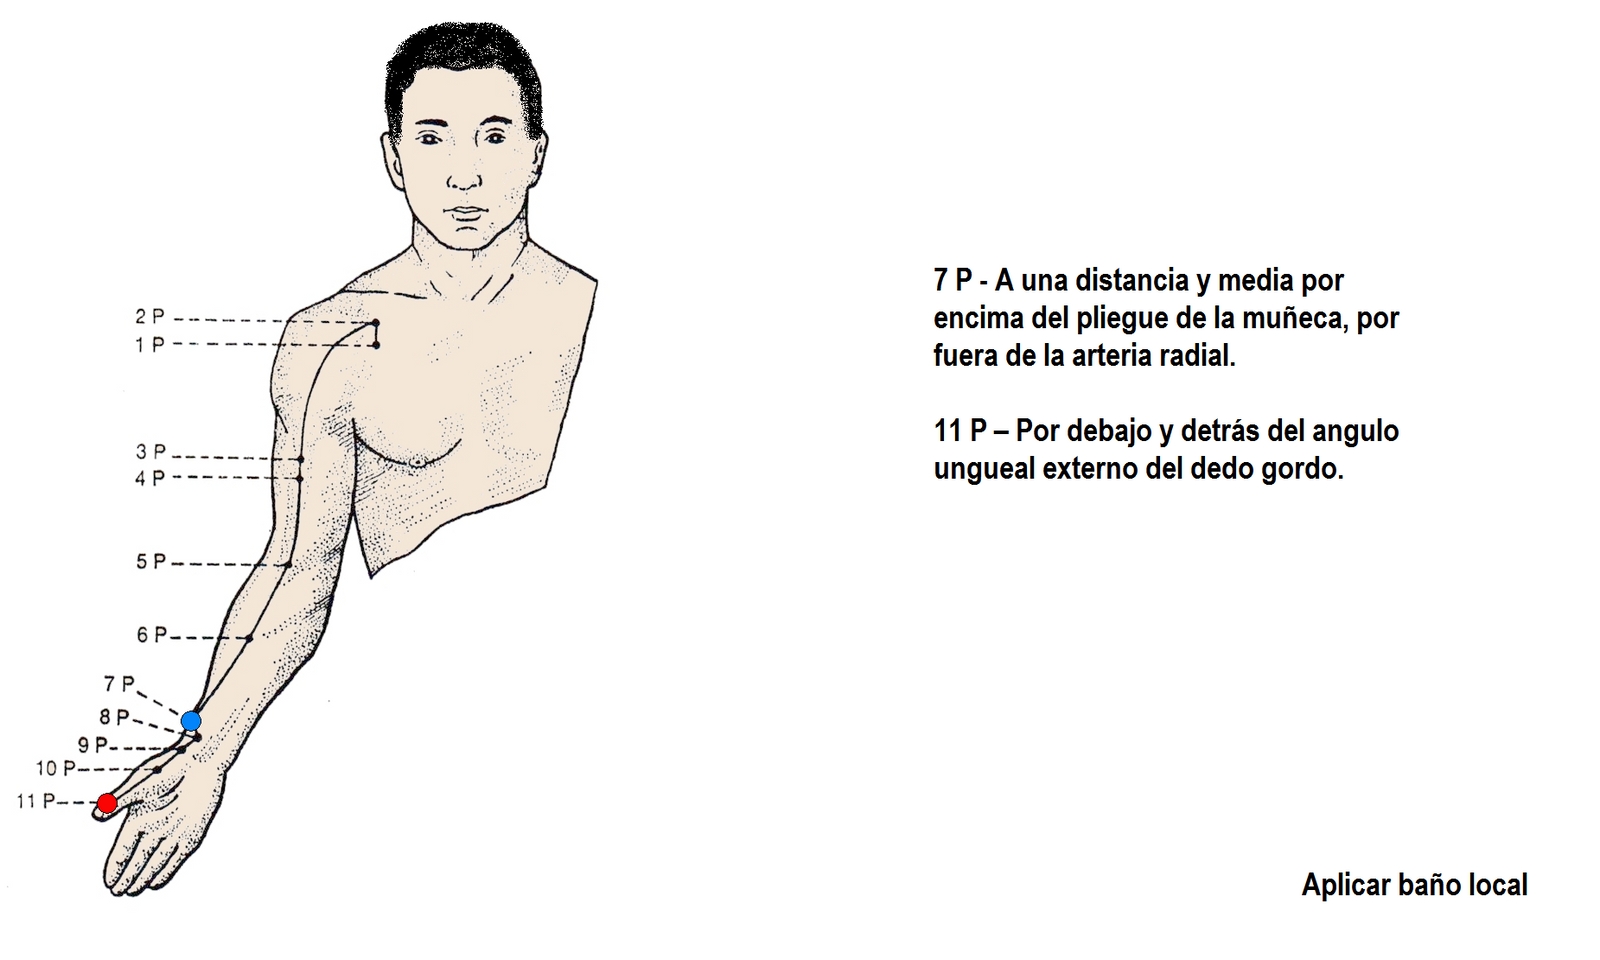 2 P
1 P
3 P
4 P
5 P
6 P
7 P
8 P
9 P
10 P
11 P
7 P - A una distancia y media por
encima del pliegue de la muñeca, por
fuera de la arteria radial.
11 P – Por debajo y detrás del angulo
ungueal externo del dedo gordo.
Aplicar baño local